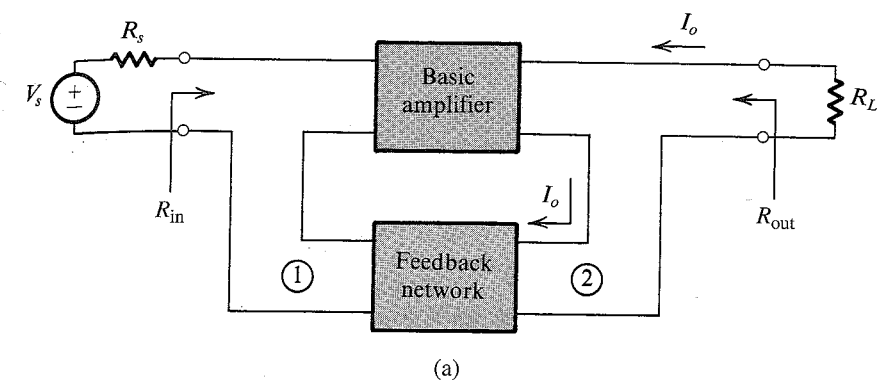 R_s
I_o
V_s
+
−
Basic
amplifier
R_L
R_in
I_o
R_out
Feedback
network
1
2
(a)